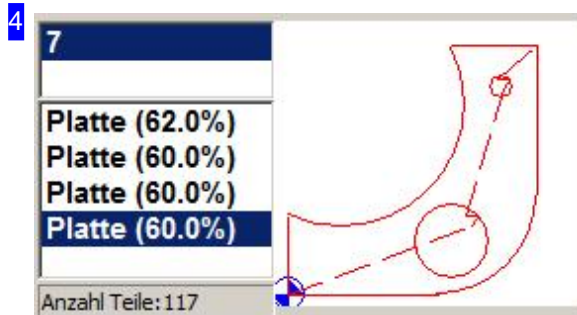 4
7
Platte (62.0%)
Platte (60.0%)
Platte (60.0%)
Platte (60.0%)
Anzahl Teile:117